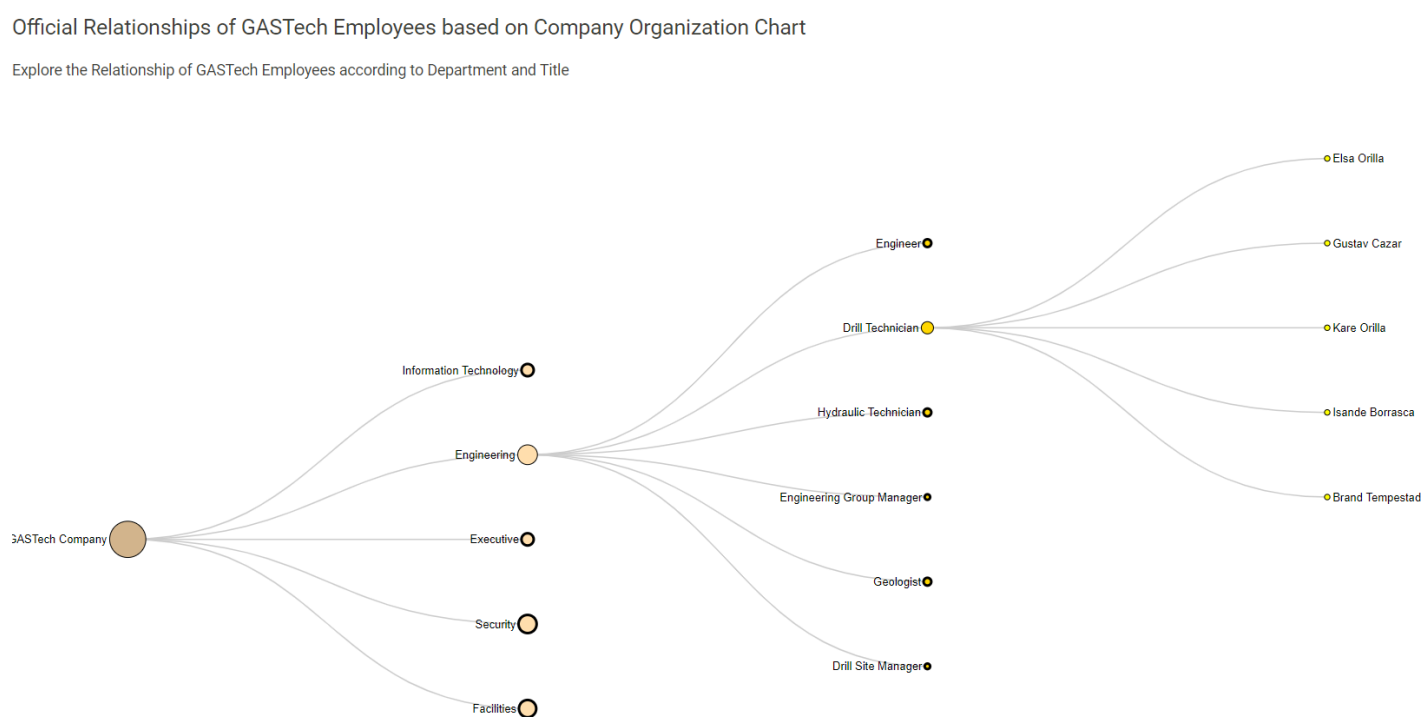 Official Relationships of GASTech Employees based on Company Organization Chart
Explore the Relationship of GASTech Employees according to Department and Title
Elsa Orilla
Engineer
Gustav Cazar
Drill Technician
Kare Orilla
Information Technology
Hydraulic Technician
Isande Borrasca
Engineering
Engineering Group Manager
Brand Tempestad
GASTech Company
Executive
Geologist
Security
Drill Site Manager
Facilities